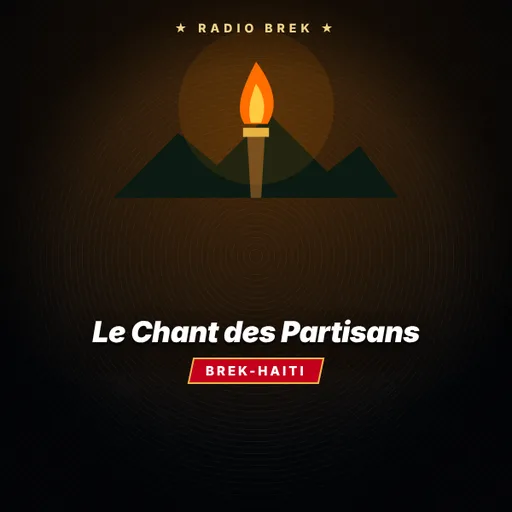 ★ RADIO BREK ★
Le Chant des Partisans
BREK-HAITI